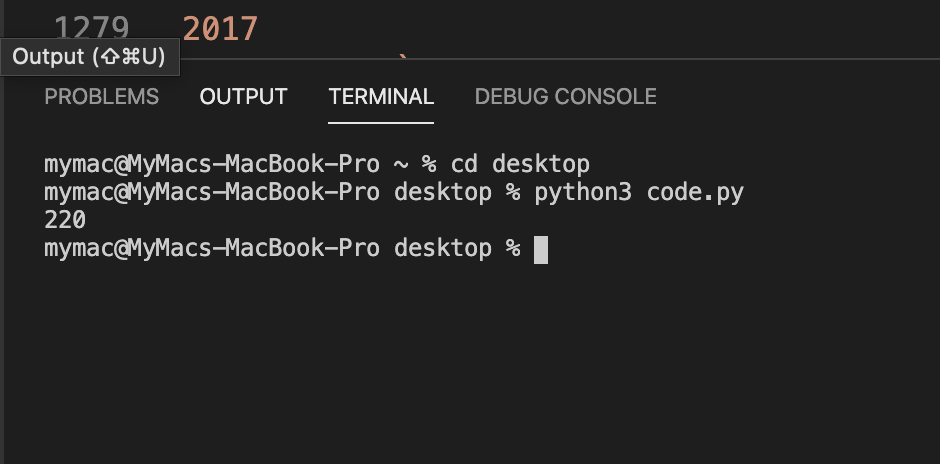 1279 2017
Output (⇧⌘U)
PROBLEMS OUTPUT TERMINAL DEBUG CONSOLE
mymac@MyMacs-MacBook-Pro ~ % cd desktop
mymac@MyMacs-MacBook-Pro desktop % python3 code.py
220
mymac@MyMacs-MacBook-Pro desktop %